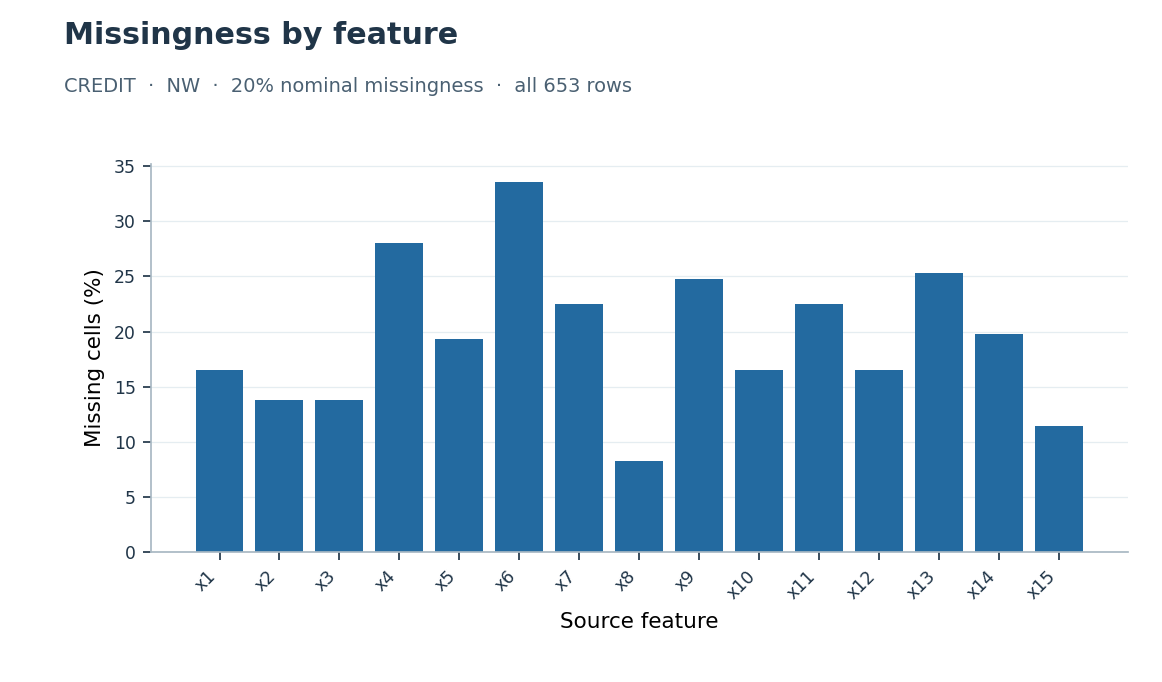 Missingness by feature
CREDIT · NW · 20% nominal missingness · all 653 rows
35
30
25
20
15
10
5
0
Missing cells (%)
x1 x2 x3 x4 x5 x6 x7 x8 x9 x10 x11 x12 x13 x14 x15
Source feature